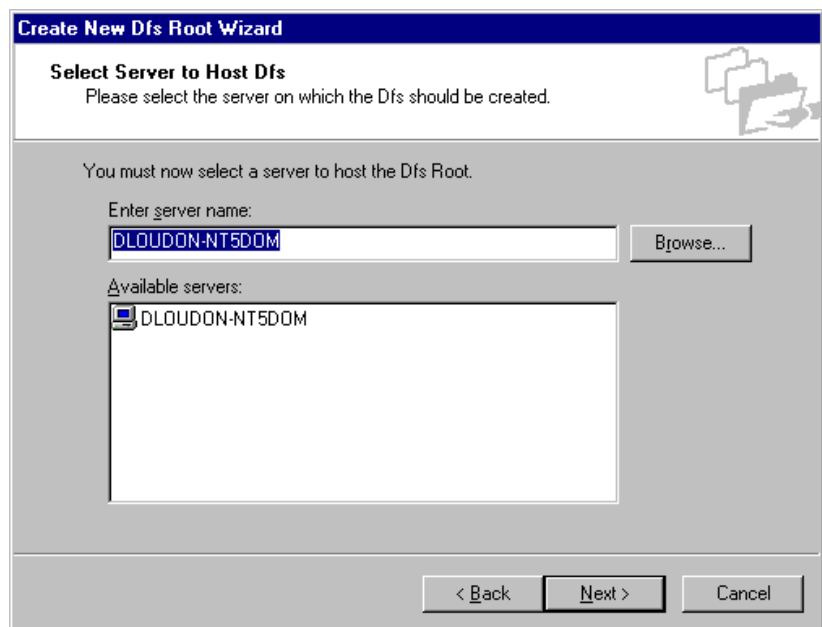 Create New Dfs Root Wizard
Select Server to Host Dfs
Please select the server on which the Dfs should be created.
You must now select a server to host the Dfs Root.
Enter server name:
DLOUDON-NT5DOM
Browse...
Available servers:
DLOUDON-NT5DOM
< Back
Next >
Cancel